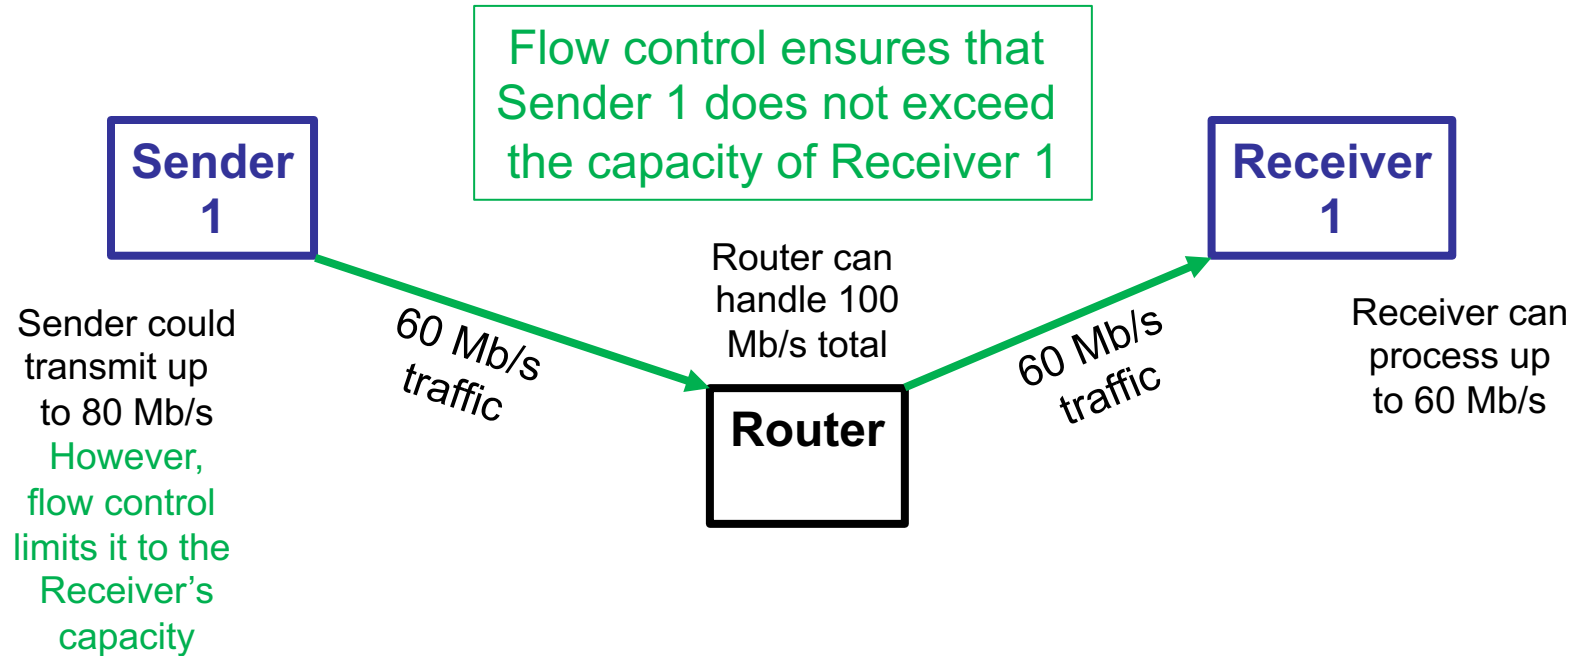 Flow control ensures that
Sender 1 does not exceed
the capacity of Receiver 1
Sender
1
Receiver
1
Router can
handle 100
Mb/s total
Sender could
transmit up
to 80 Mb/s
However,
flow control
limits it to the
Receiver’s
capacity
60 Mb/s
traffic
Router
60 Mb/s
traffic
Receiver can
process up
to 60 Mb/s